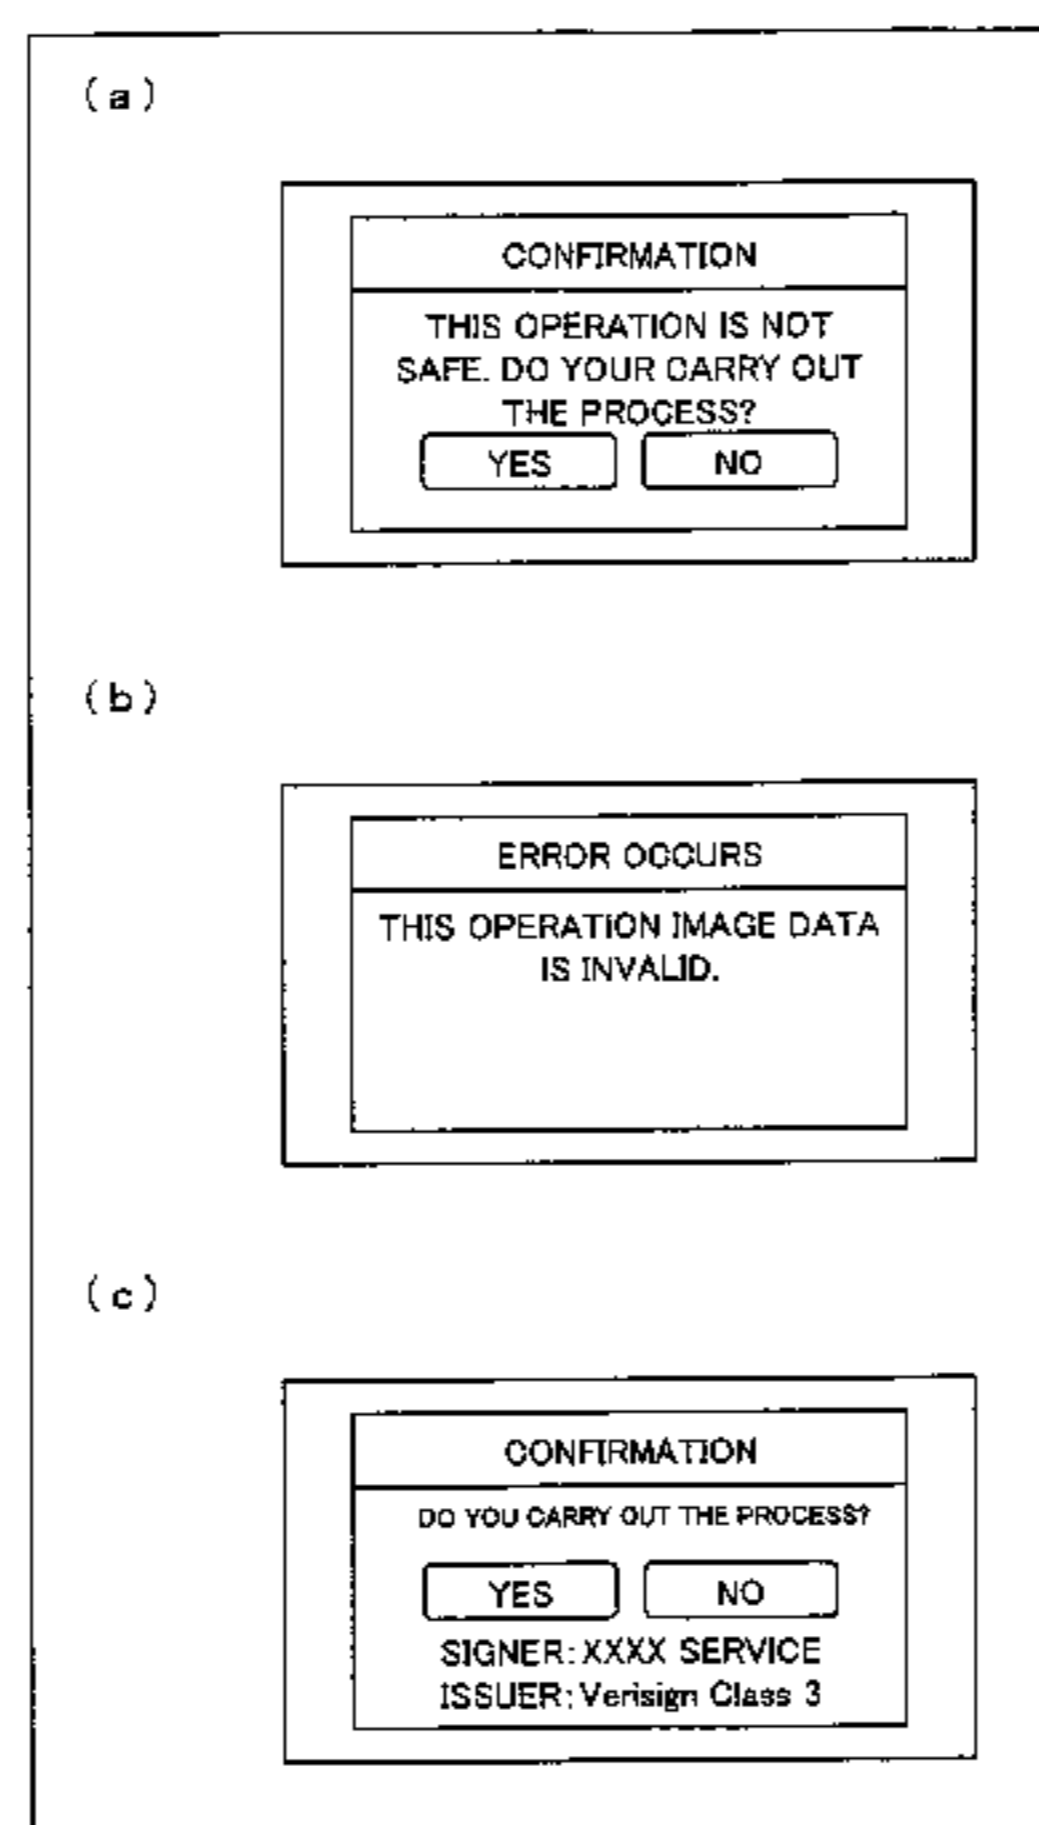 (a)
CONFIRMATION
THIS OPERATION IS NOT
SAFE. DO YOUR CARRY OUT
THE PROCESS?
YES NO
(b)
ERROR OCCURS
THIS OPERATION IMAGE DATA
IS INVALID.
(c)
CONFIRMATION
DO YOU CARRY OUT THE PROCESS?
YES NO
SIGNER:XXXX SERVICE
ISSUER:Verisign Class 3